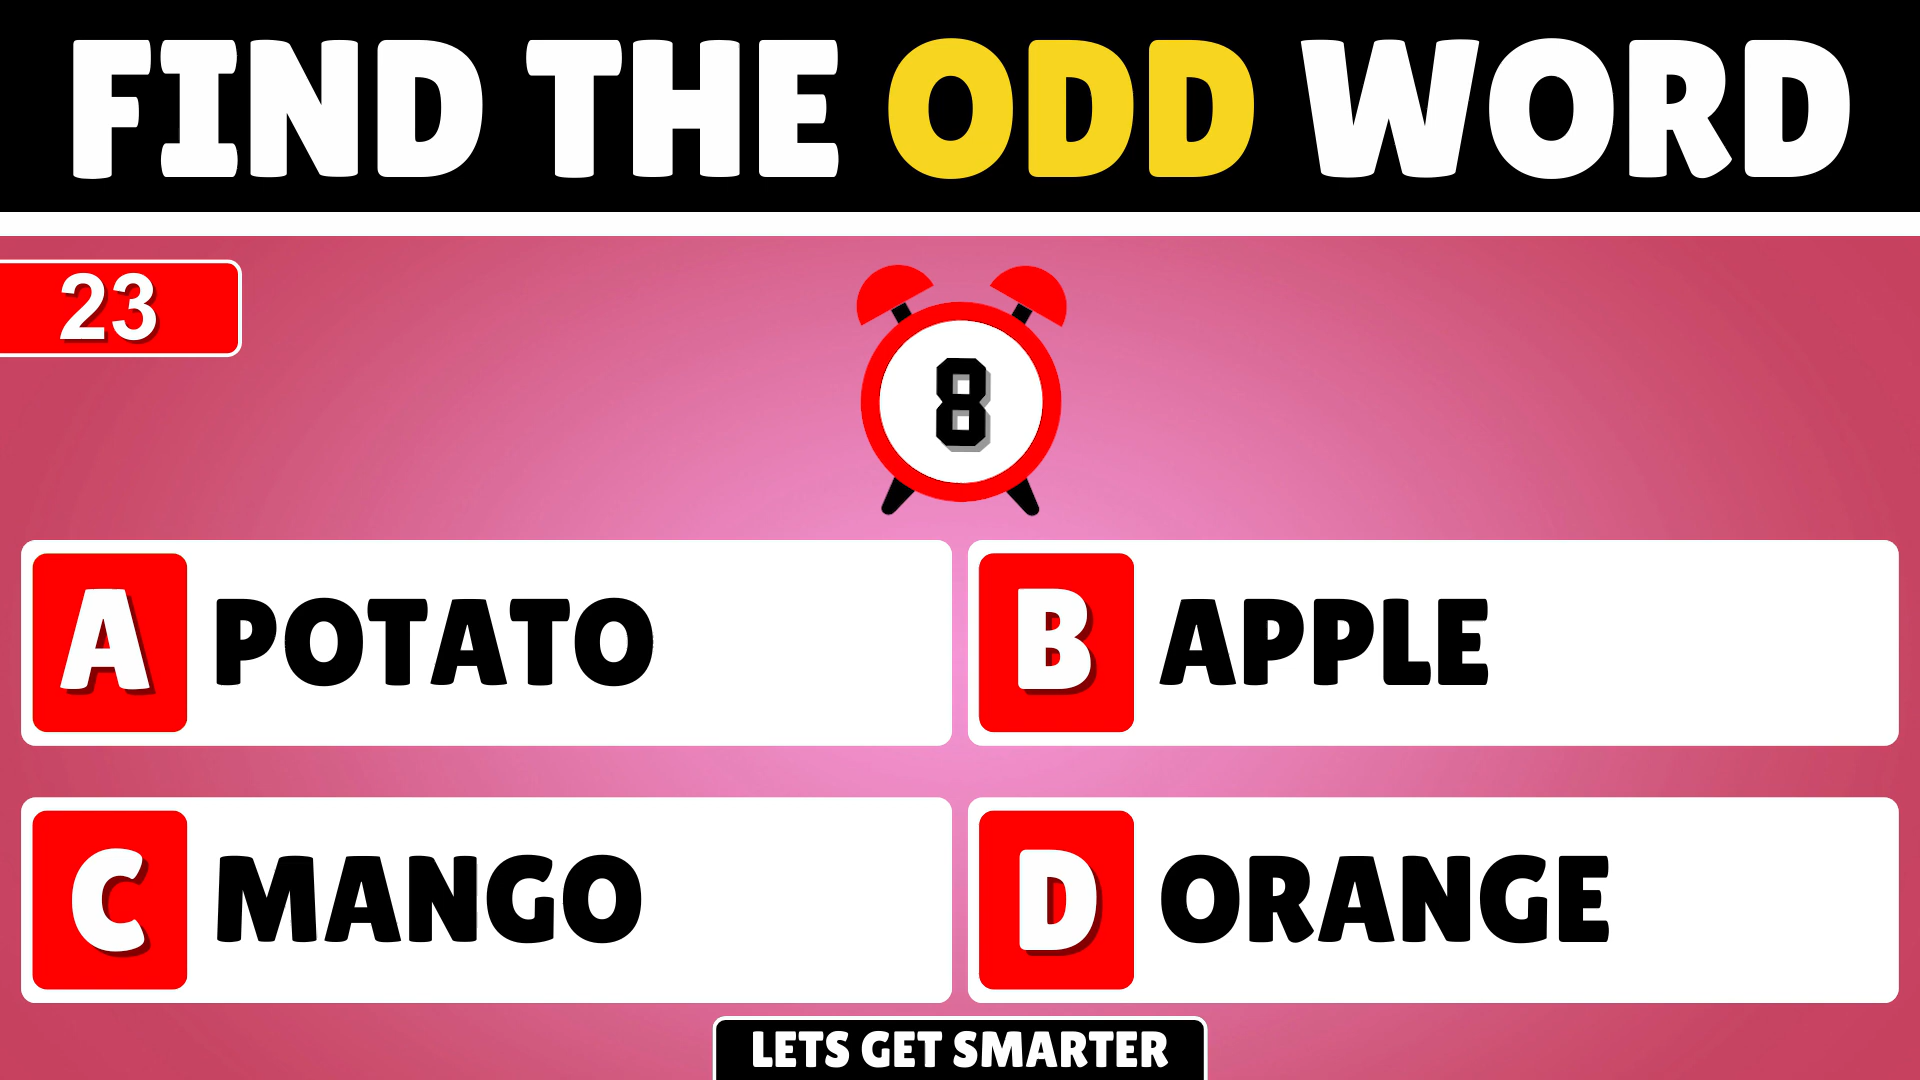 FIND THE ODD WORD
23
8
A POTATO
B APPLE
C MANGO
D ORANGE
LETS GET SMARTER